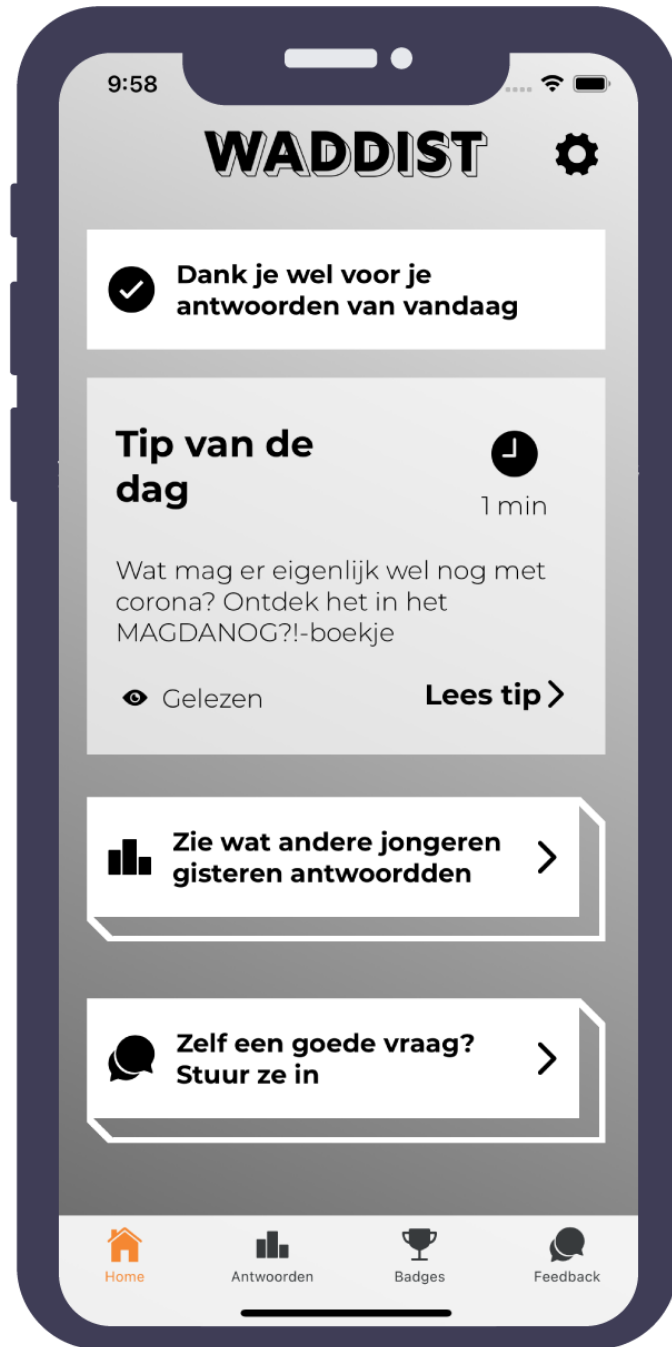 9:58
WADDIST
Dank je wel voor je
antwoorden van vandaag
Tip van de
dag
1 min
Wat mag er eigenlijk wel nog met
corona? Ontdek het in het
MAGDANOG?!-boekje
Gelezen
Lees tip
Zie wat andere jongeren
gisteren antwoordden
Zelf een goede vraag?
Stuur ze in
Home
Antwoorden
Badges
Feedback